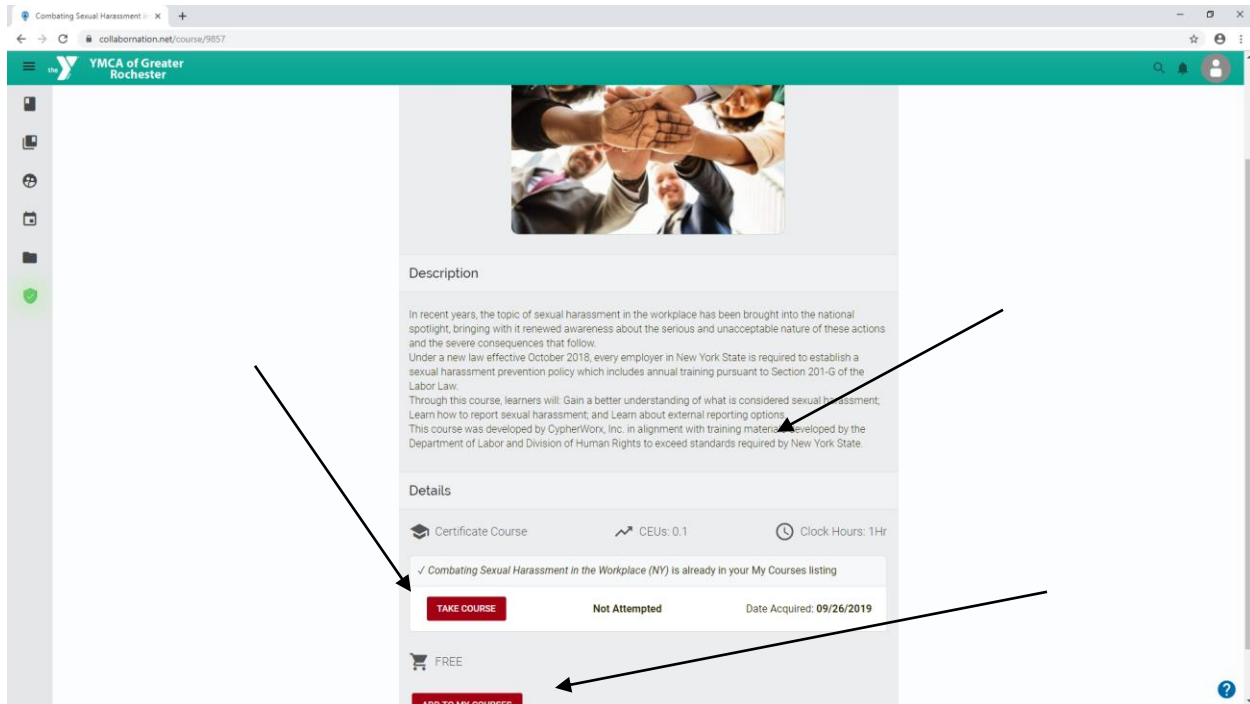 Combating Sexual Harassment i
collabornation.net/course/9857
the Y YMCA of Greater
Rochester
Description
In recent years, the topic of sexual harassment in the workplace has been brought into the national
spotlight, bringing with it renewed awareness about the serious and unacceptable nature of these actions
and the severe consequences that follow.
Under a new law effective October 2018, every employer in New York State is required to establish a
sexual harassment prevention policy which includes annual training pursuant to Section 201-G of the
Labor Law.
Through this course, learners will: Gain a better understanding of what is considered sexual harassment;
Learn how to report sexual harassment; and Learn about external reporting options.
This course was developed by CypherWorx, Inc. in alignment with training materials developed by the
Department of Labor and Division of Human Rights to exceed standards required by New York State.
Details
Certificate Course CEUs: 0.1 Clock Hours: 1Hr
✓ Combating Sexual Harassment in the Workplace (NY) is already in your My Courses listing
TAKE COURSE Not Attempted Date Acquired: 09/26/2019
FREE
ADD TO MY COURSES